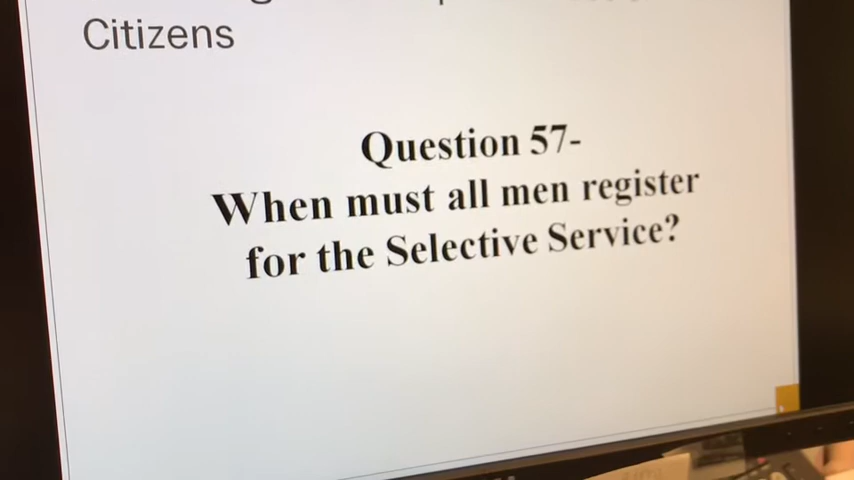 Citizens
Question 57-
When must all men register
for the Selective Service?